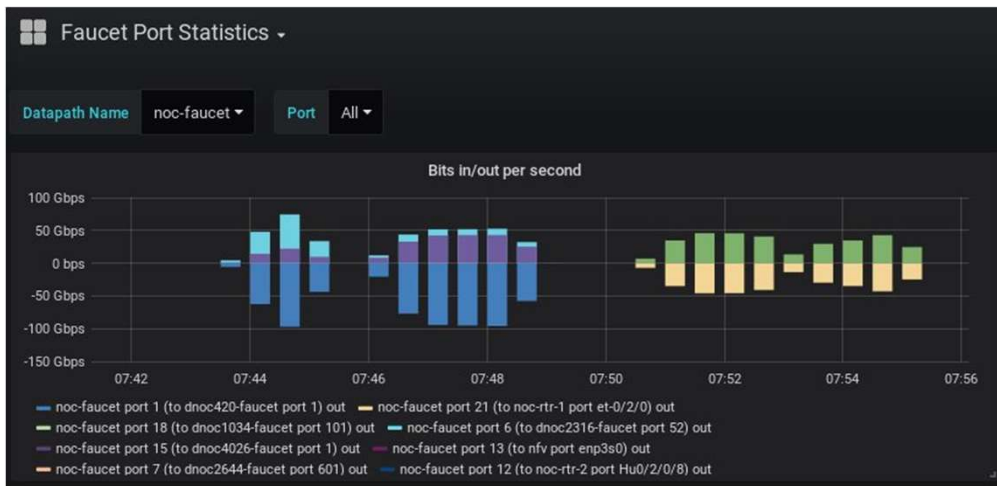 Faucet Port Statistics
Datapath Name noc-faucet Port All
Bits in/out per second
100 Gbps
50 Gbps
0 bps
-50 Gbps
-100 Gbps
-150 Gbps
07:42 07:44 07:46 07:48 07:50 07:52 07:54 07:56
noc-faucet port 1 (to dnoc420-faucet port 1) out noc-faucet port 21 (to noc-rtr-1 port et-0/2/0) out
noc-faucet port 18 (to dnoc1034-faucet port 101) out noc-faucet port 6 (to dnoc2316-faucet port 52) out
noc-faucet port 15 (to dnoc4026-faucet port 1) out noc-faucet port 13 (to nfv port enp3s0) out
noc-faucet port 7 (to dnoc2644-faucet port 601) out noc-faucet port 12 (to noc-rtr-2 port Hu0/2/0/8) out